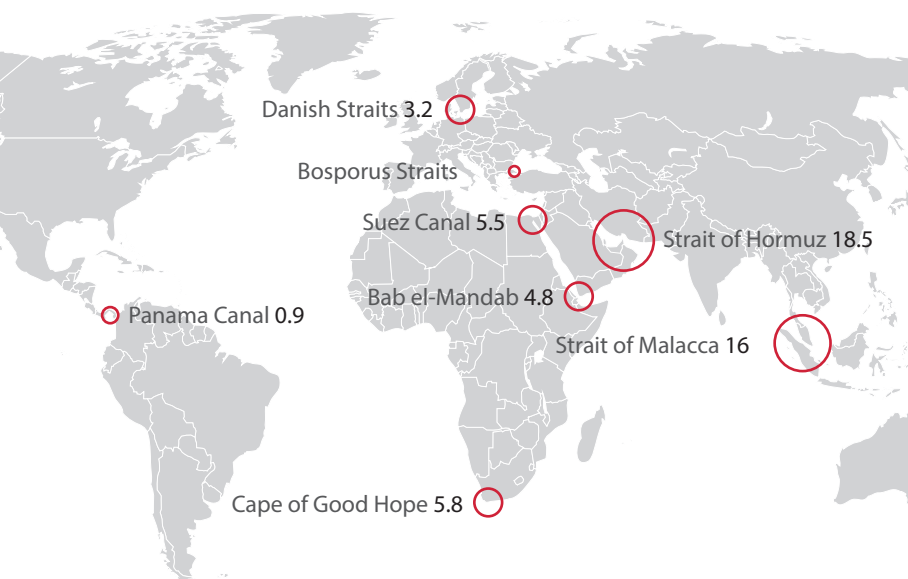 Danish Straits 3.2
Bosporus Straits
Suez Canal 5.5
Strait of Hormuz 18.5
Bab el-Mandab 4.8
Panama Canal 0.9
Strait of Malacca 16
Cape of Good Hope 5.8